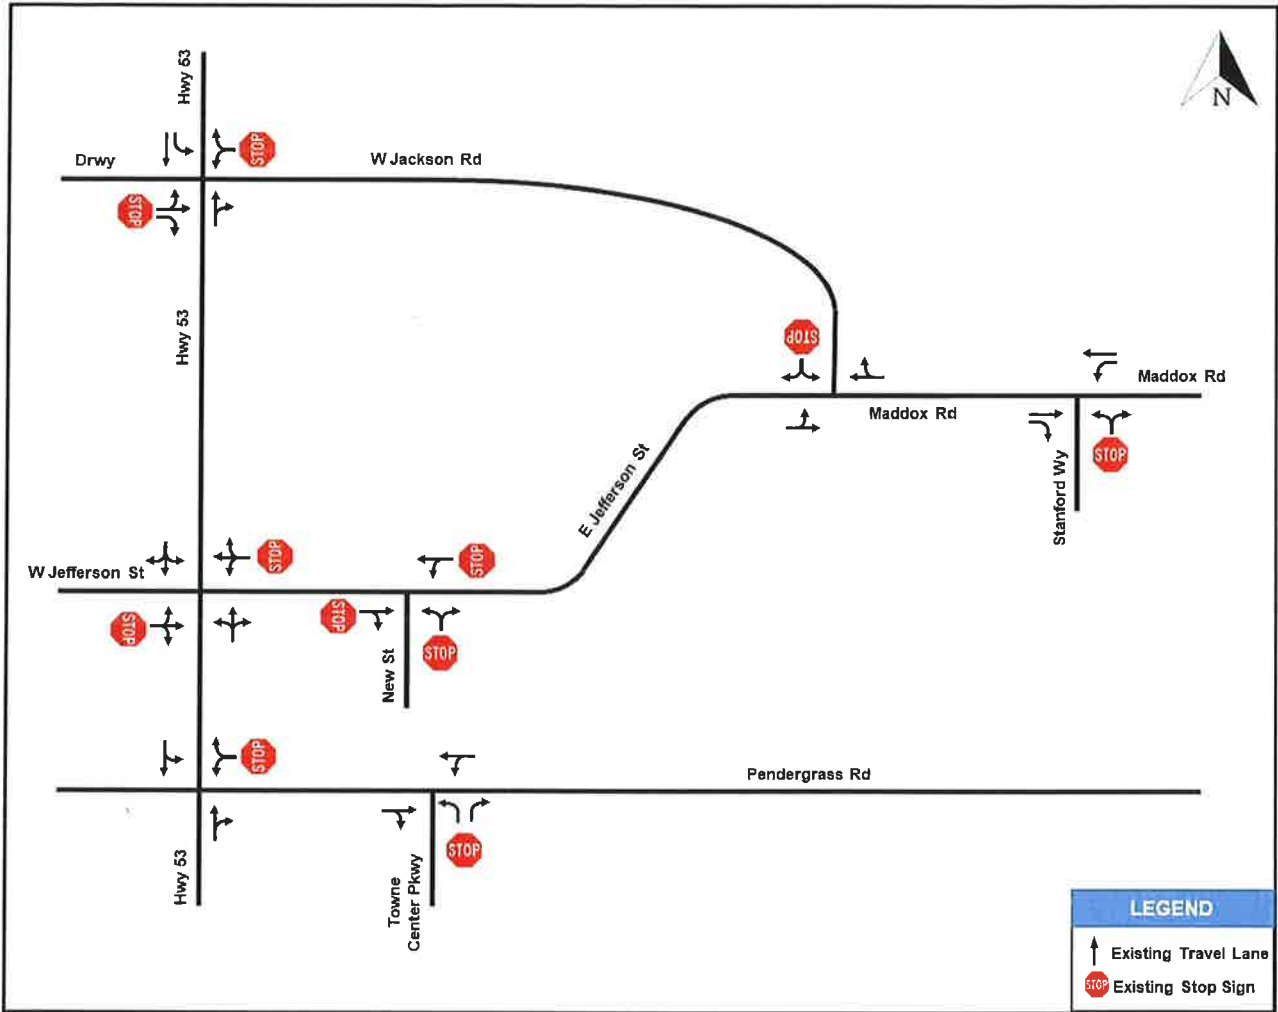 Hwy 53
N
STOP
Drwy
W Jackson Rd
STOP
Hwy 53
STOP
Maddox Rd
Maddox Rd
E Jefferson St
STOP
Stanford Wy
STOP
STOP
W Jefferson St
STOP
STOP
New St
STOP
STOP
Pendergrass Rd
STOP
Hwy 53
Towne
Center Pkwy
LEGEND
Existing Travel Lane
STOP Existing Stop Sign